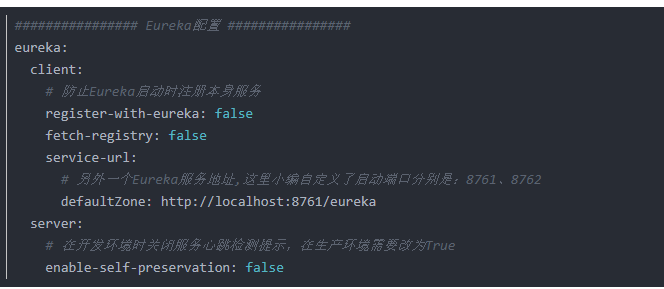 ################ Eureka配置 ################
eureka:
client:
# 防止Eureka启动时注册本身服务
register-with-eureka: false
fetch-registry: false
service-url:
# 另外一个Eureka服务地址,这里小编自定义了启动端口分别是：8761、8762
defaultZone: http://localhost:8761/eureka
server:
# 在开发环境时关闭服务心跳检测提示，在生产环境需要改为True
enable-self-preservation: false